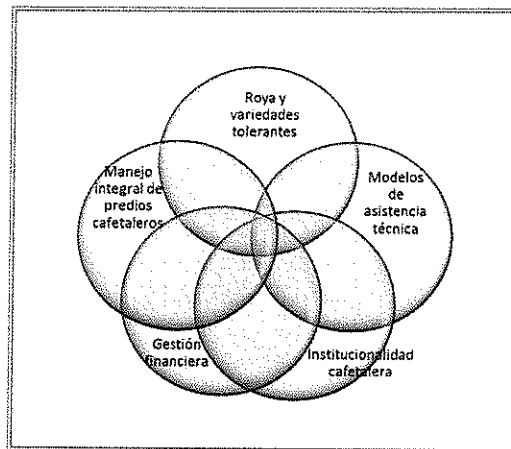 Roya y
variedades
tolerantes
Manejo
integral de
predios
cafetaleros
Modelos
de
asistencia
técnica
Gestión
financiera
Institucionalidad
cafetalera